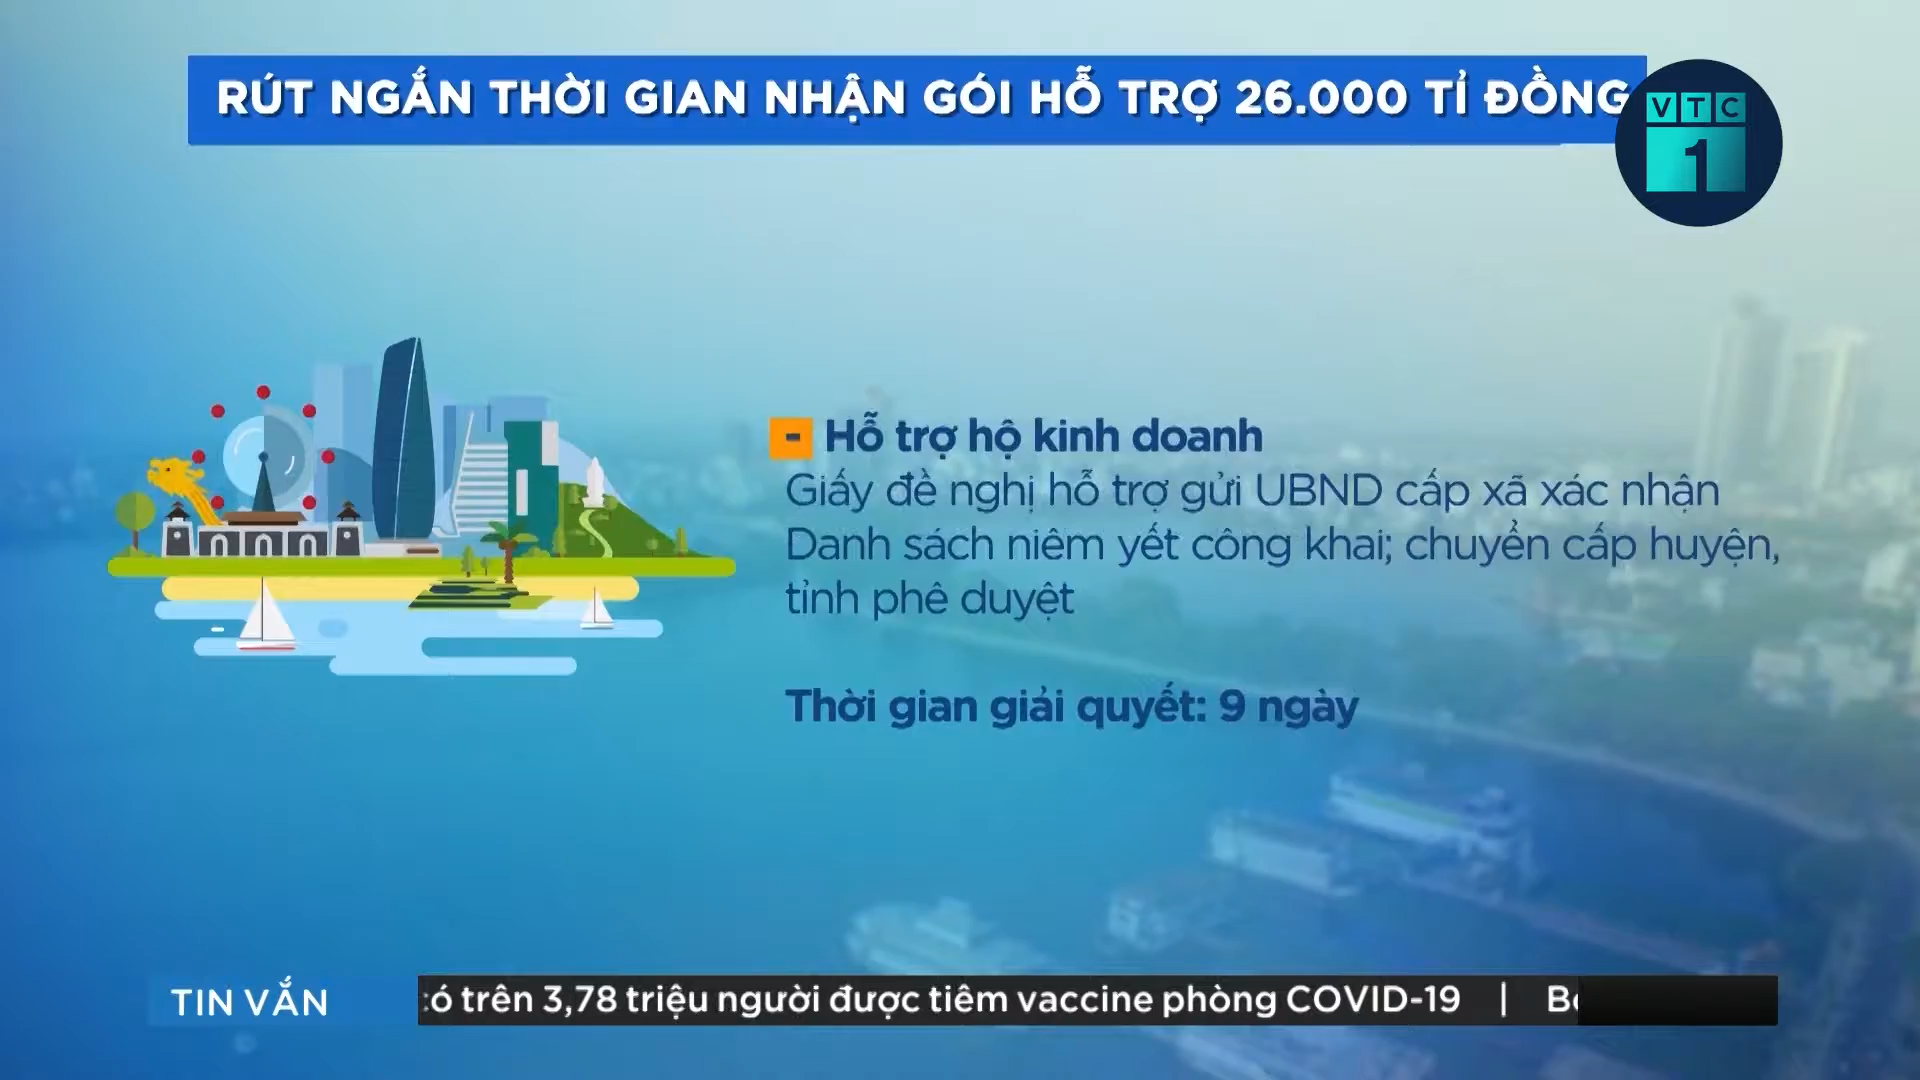 RÚT NGẮN THỜI GIAN NHẬN GÓI HỖ TRỢ 26.000 TỈ ĐỒNG
VTC
1
- Hỗ trợ hộ kinh doanh
Giấy đề nghị hỗ trợ gửi UBND cấp xã xác nhận
Danh sách niêm yết công khai; chuyển cấp huyện,
tỉnh phê duyệt
Thời gian giải quyết: 9 ngày
TIN VẮN
trên 3,78 triệu người được tiêm vaccine phòng COVID-19 |